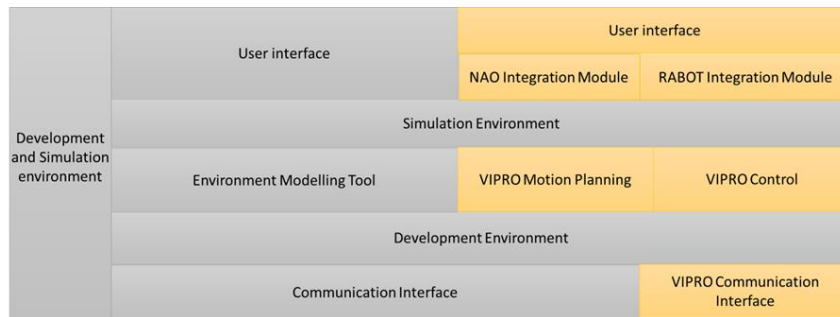 User interface
User interface
NAO Integration Module
RABOT Integration Module
Simulation Environment
Development
and Simulation
environment
Environment Modelling Tool
VIPRO Motion Planning
VIPRO Control
Development Environment
Communication Interface
VIPRO Communication
Interface